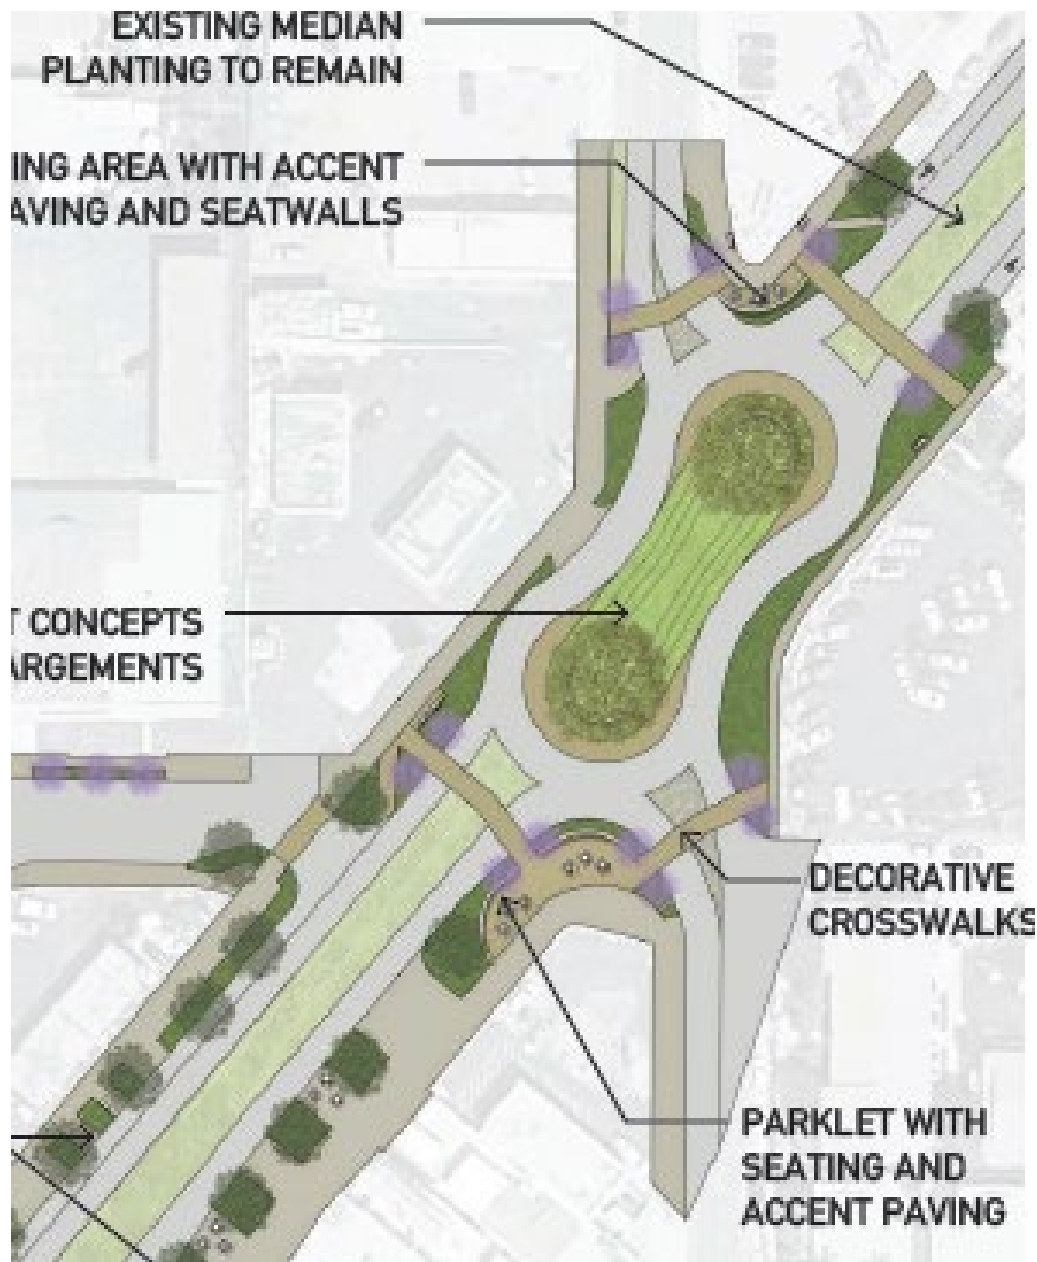 EXISTING MEDIAN
PLANTING TO REMAIN
ING AREA WITH ACCENT
AVING AND SEATWALLS
T CONCEPTS
ARGEMENTS
DECORATIVE
CROSSWALKS
PARKLET WITH
SEATING AND
ACCENT PAVING